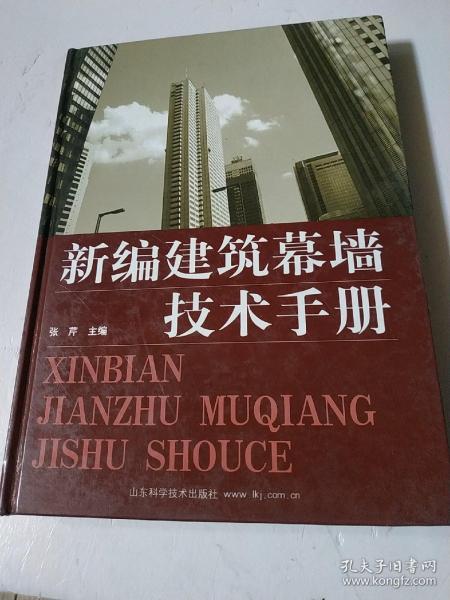 新编建筑幕墙
技术手册
张芹 主编
XINBIAN
JIANZHU MUQIANG
JISHU SHOUCE
山东科学技术出版社 www.lkj.com.cn
孔夫子旧书网
www.kongfz.com